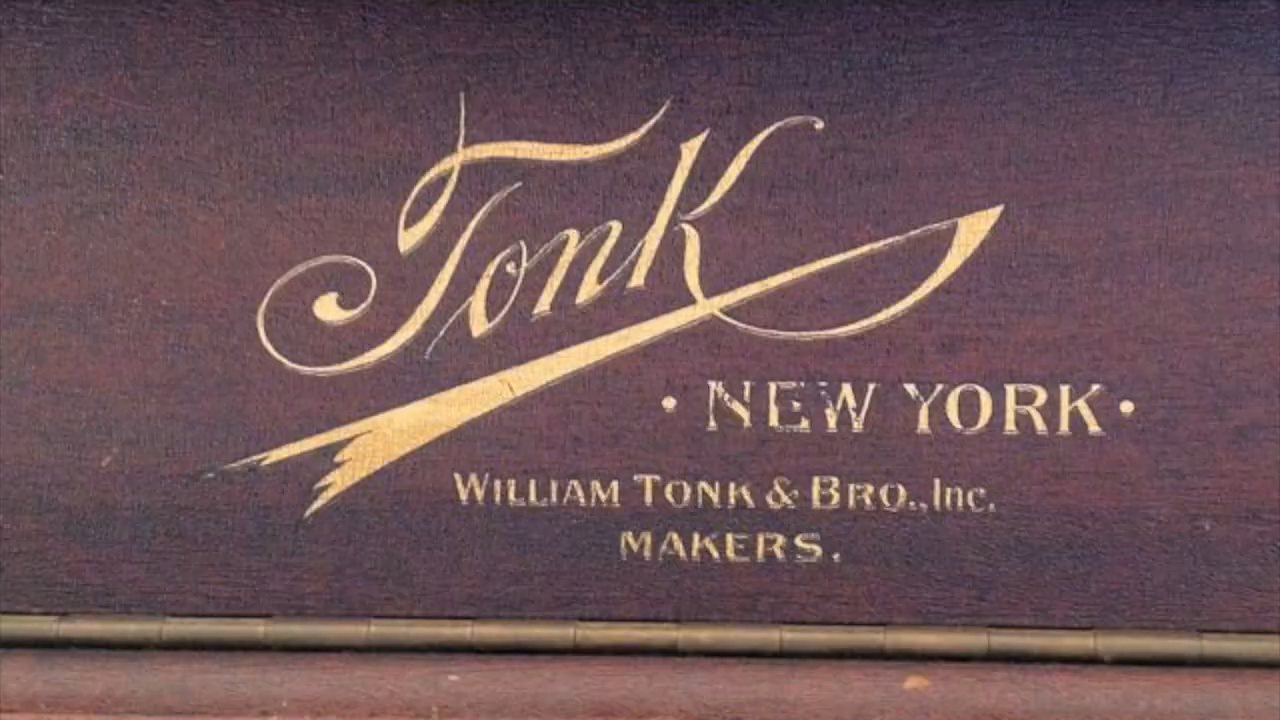 Tonk
• NEW YORK •
WILLIAM TONK & BRO., Inc.
MAKERS.